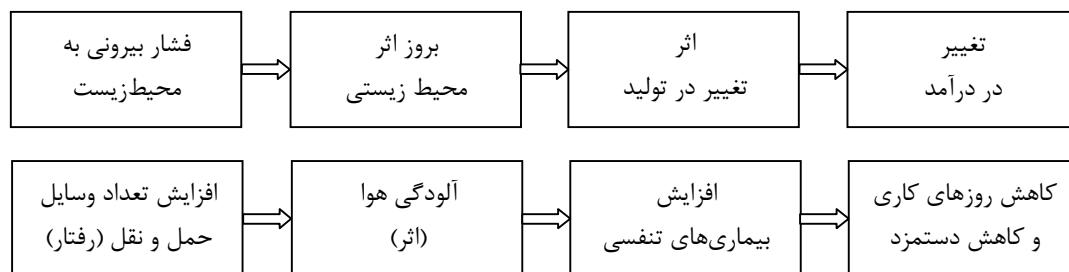 فشار بیرونی به
محیط‌زیست
بروز اثر
محیط زیستی
اثر
تغییر در تولید
تغییر
در درآمد
افزایش تعداد وسایل
حمل و نقل (رفتار)
آلودگی هوا
(اثر)
افزایش
بیماری‌های تنفسی
کاهش روزهای کاری
و کاهش دستمزد